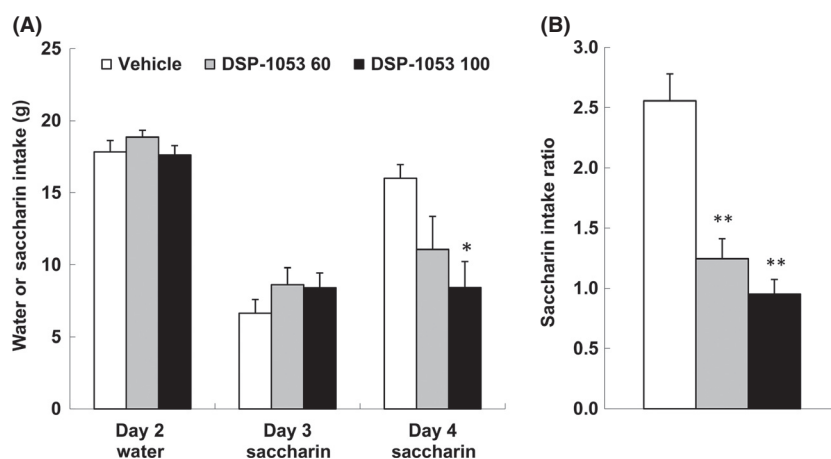 (A)
25
20
15
10
5
0
Water or saccharin intake (g)
Vehicle DSP-1053 60 DSP-1053 100
*
Day 2 Day 3 Day 4
water saccharin saccharin
(B)
3.0
2.5
2.0
1.5
1.0
0.5
0.0
Saccharin intake ratio
**
**